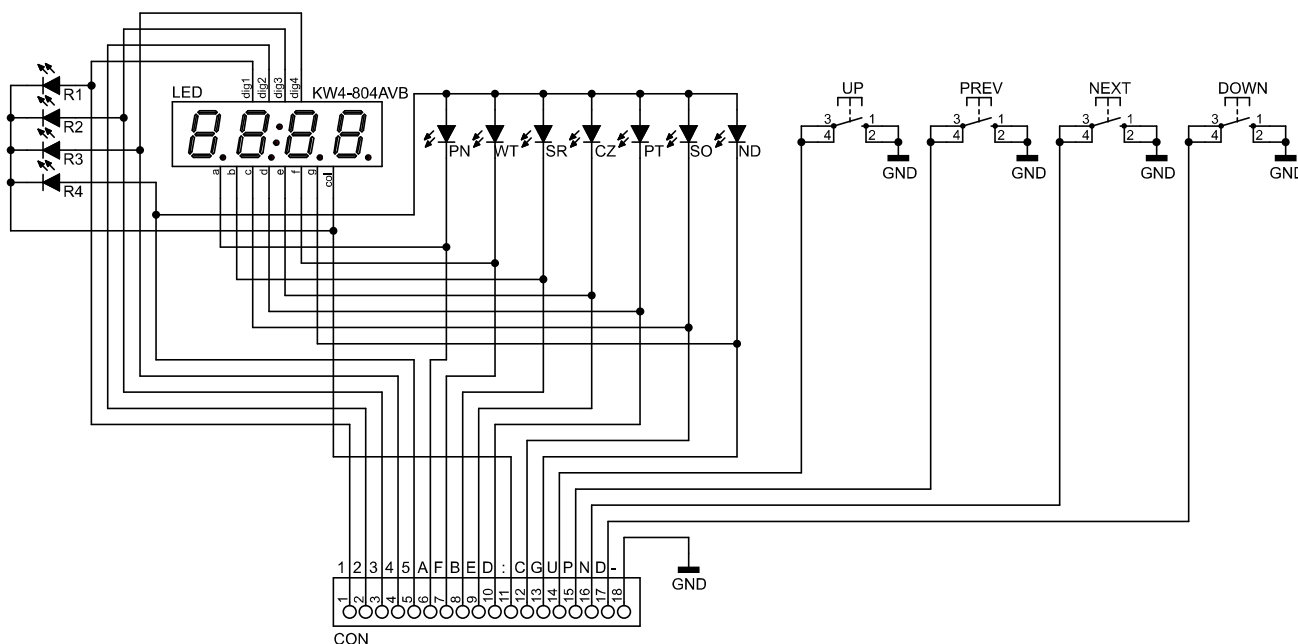 dig1 dig2 dig3 dig4
LED KW4-804AVB
R1
R2
R3
R4
a b c d e f g col
PN WT SR CZ PT SO ND
UP PREV NEXT DOWN
3 1 3 1 3 1 3 1
4 2 4 2 4 2 4 2
GND GND GND GND
1 2 3 4 5 A F B E D : C G U P N D -
GND
1 2 3 4 5 6 7 8 9 10 11 12 13 14 15 16 17 18
CON